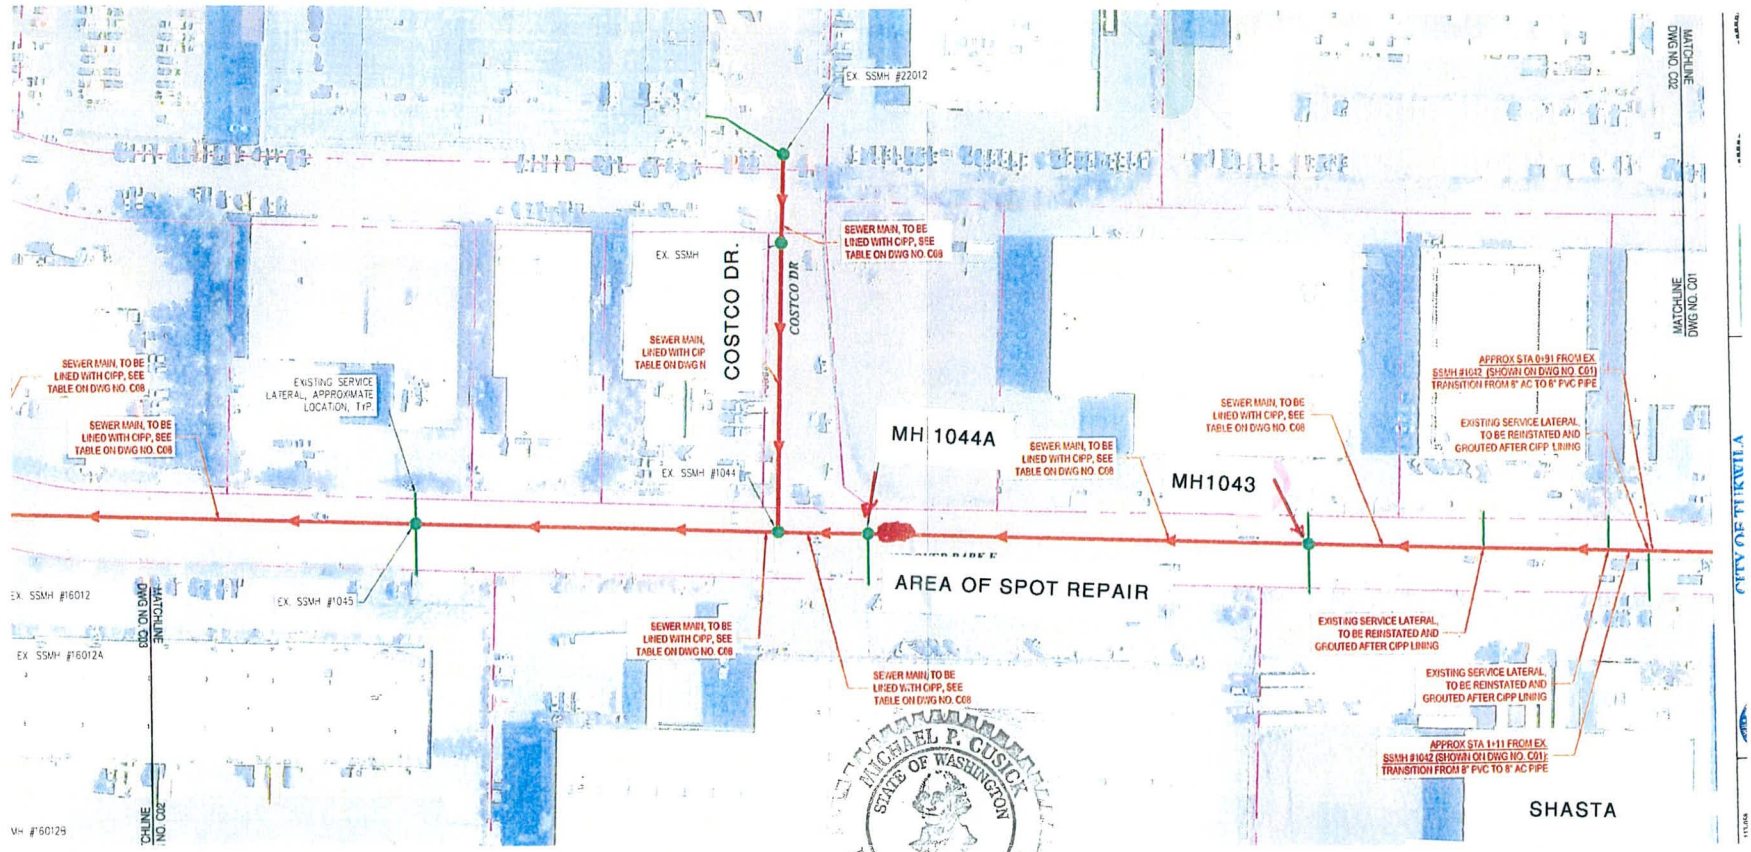 EX. SSMH #22012
MATCHLINE
DWG NO. C02
SEWER MAIN, TO BE
LINED WITH CIPP, SEE
TABLE ON DWG NO. C08
EX. SSMH
COSTCO DR.
COSTCO DR
MATCHLINE
DWG NO. C01
SEWER MAIN,
LINED WITH CIP
TABLE ON DWG N
SEWER MAIN, TO BE
LINED WITH CIPP, SEE
TABLE ON DWG NO. C08
EXISTING SERVICE
LATERAL, APPROXIMATE
LOCATION, TYP.
APPROX STA 0+91 FROM EX.
SSMH #1042 (SHOWN ON DWG NO. C01)
TRANSITION FROM 8" AC TO 8" PVC PIPE
SEWER MAIN, TO BE
LINED WITH CIPP, SEE
TABLE ON DWG NO. C08
SEWER MAIN, TO BE
LINED WITH CIPP, SEE
TABLE ON DWG NO. C08
EXISTING SERVICE LATERAL,
TO BE REINSTATED AND
GROUTED AFTER CIPP LINING
MH 1044A
SEWER MAIN, TO BE
LINED WITH CIPP, SEE
TABLE ON DWG NO. C08
EX. SSMH #1044
MH1043
CITY OF TUKWILA
AREA OF SPOT REPAIR
EX. SSMH #16012
MATCHLINE
DWG NO. C03
EX. SSMH #1045
SEWER MAIN, TO BE
LINED WITH CIPP, SEE
TABLE ON DWG NO. C08
EXISTING SERVICE LATERAL,
TO BE REINSTATED AND
GROUTED AFTER CIPP LINING
EX SSMH #16012A
SEWER MAIN, TO BE
LINED WITH CIPP, SEE
TABLE ON DWG NO. C08
EXISTING SERVICE LATERAL,
TO BE REINSTATED AND
GROUTED AFTER CIPP LINING
MICHAEL P. CUSICK
STATE OF WASHINGTON
APPROX STA 1+11 FROM EX.
SSMH #1042 (SHOWN ON DWG NO. C01):
TRANSITION FROM 8" PVC TO 8" AC PIPE
SHASTA
CHLINE
NO. 202
MH #16012B